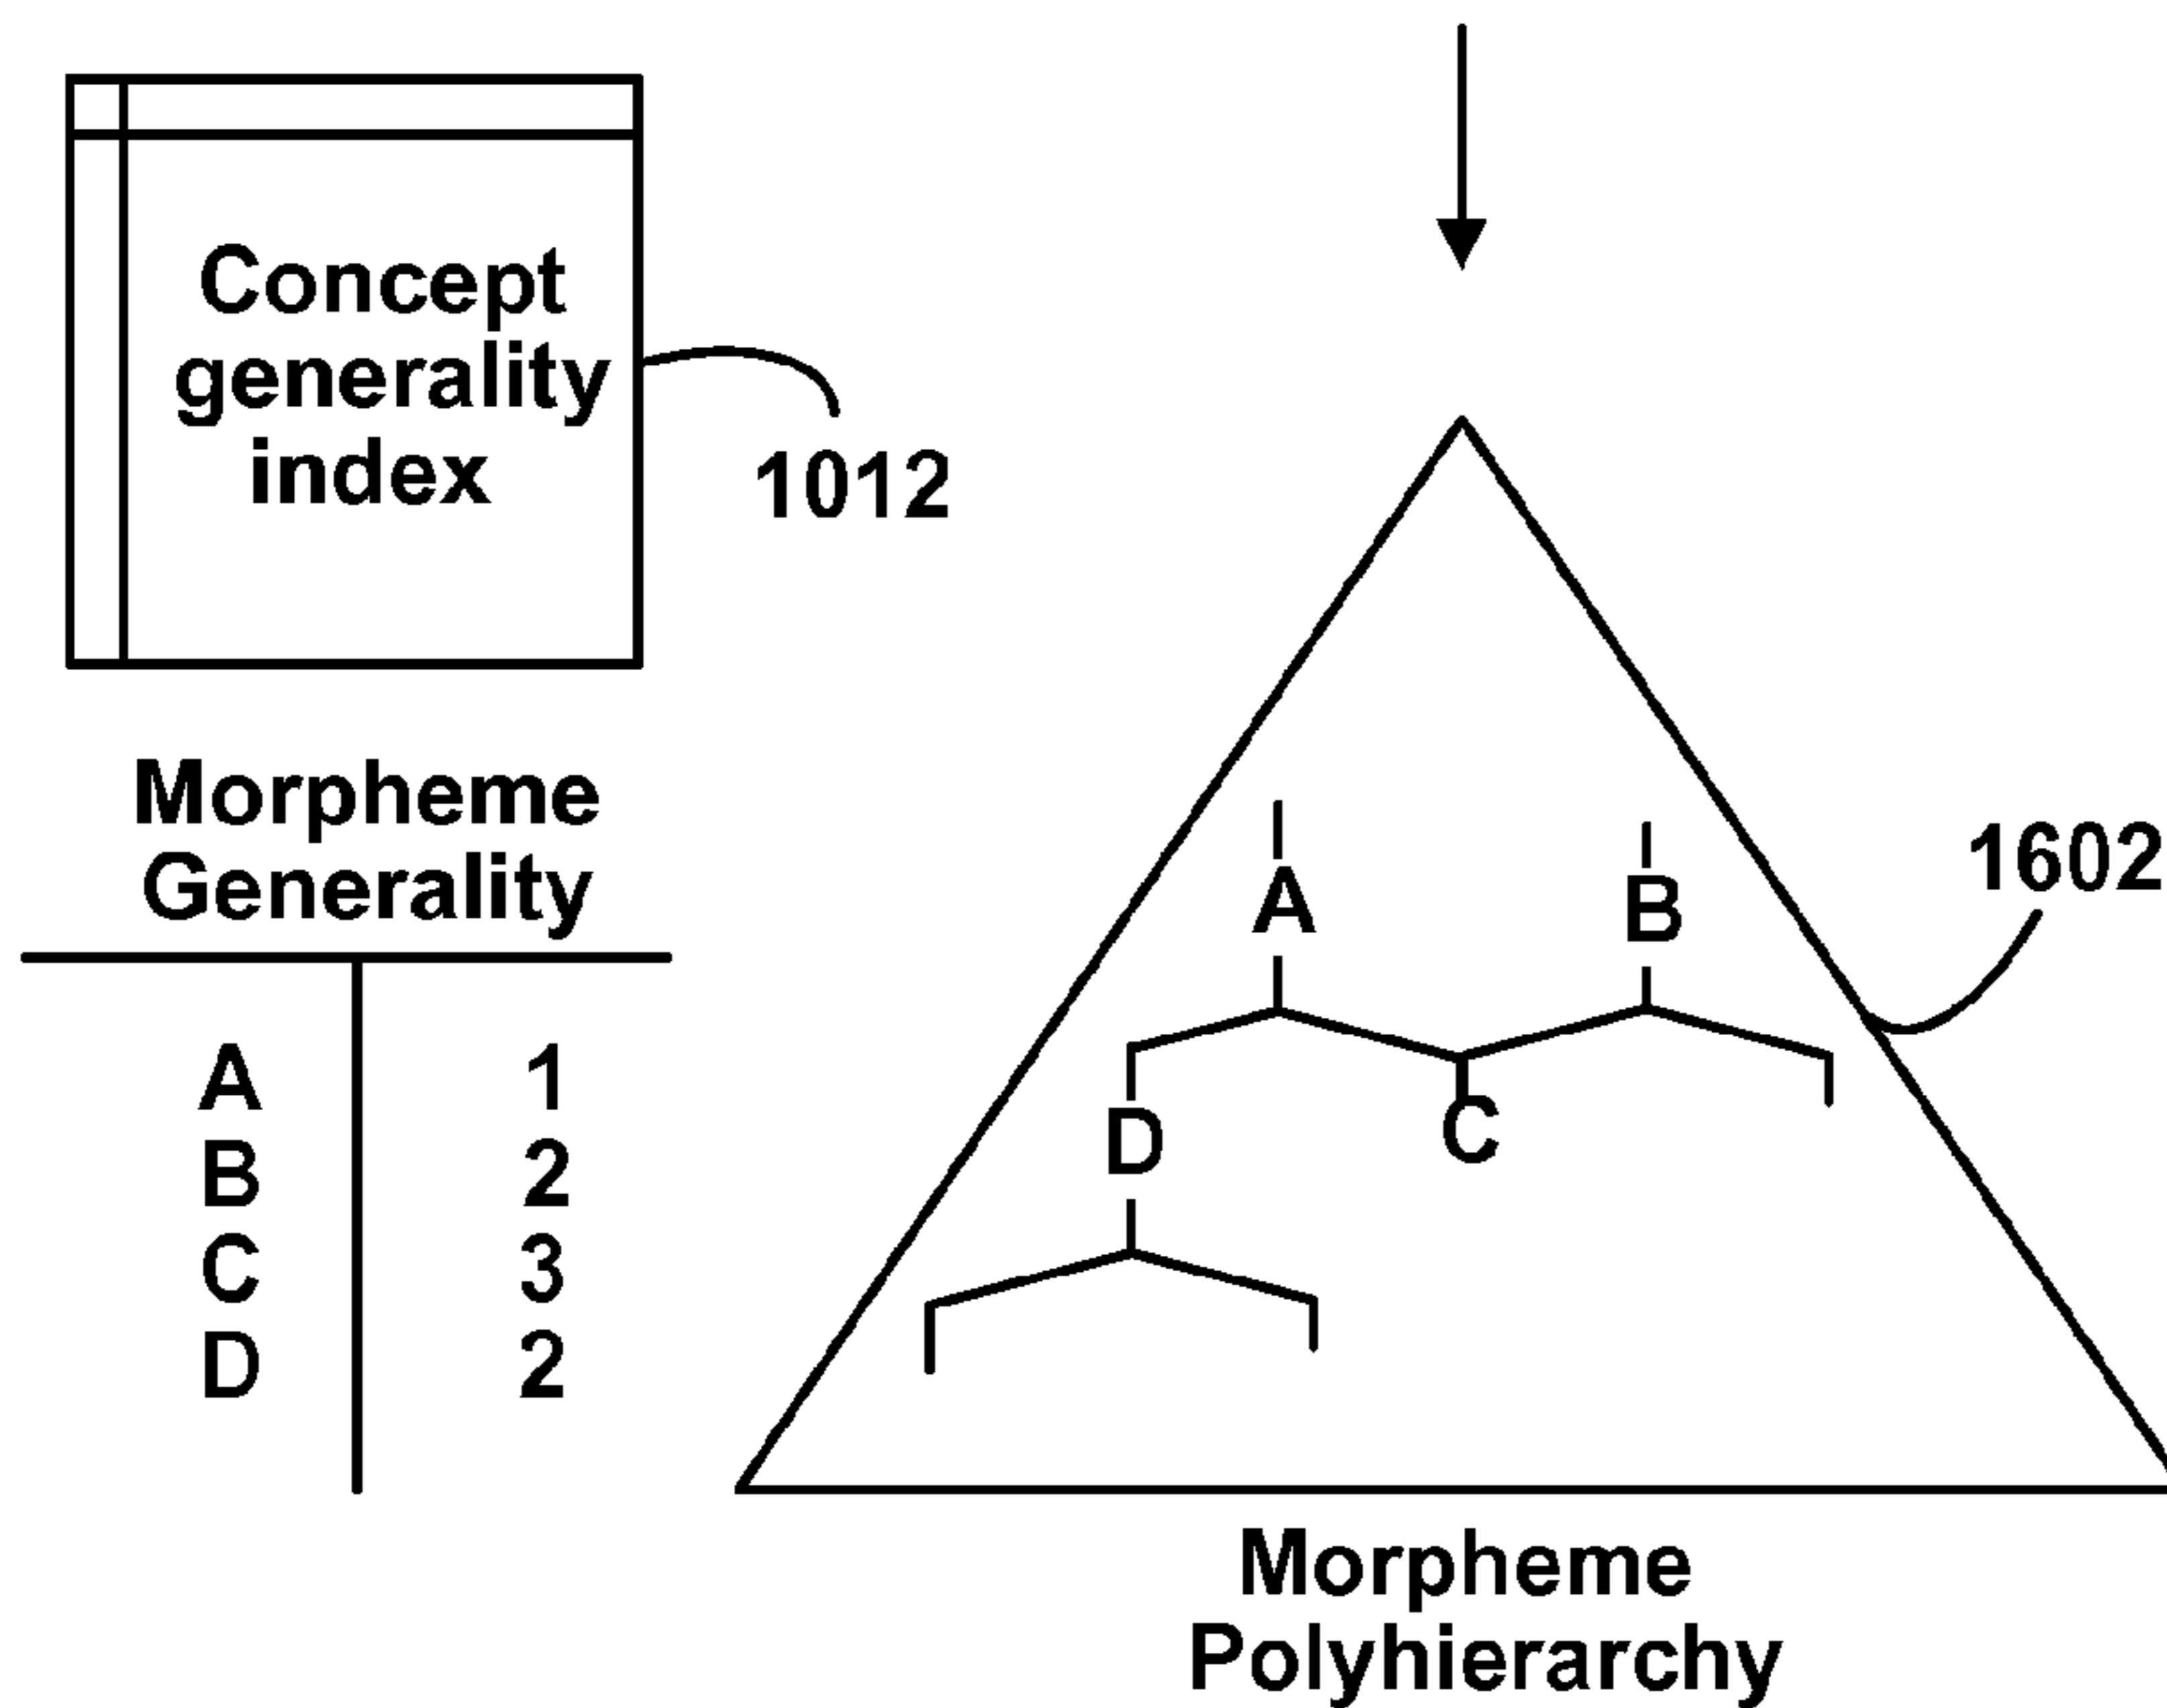 Concept
generality
index
1012
Morpheme
Generality
A 1
B 2
C 3
D 2
A B
1602
D C
Morpheme
Polyhierarchy